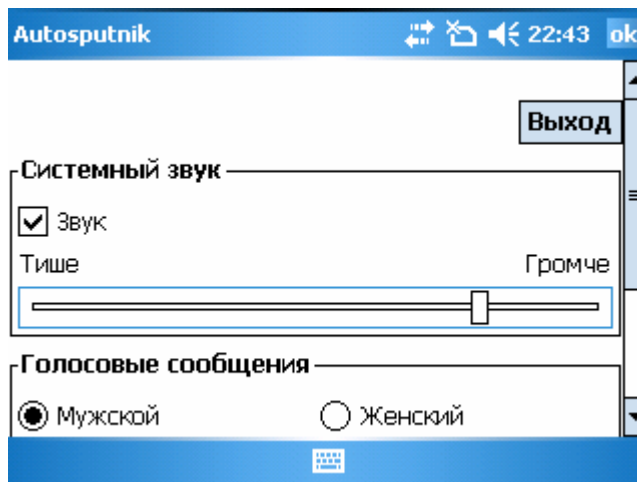 Autosputnik 22:43 ok
Выход
Системный звук
Звук
Тише Громче
Голосовые сообщения
Мужской Женский